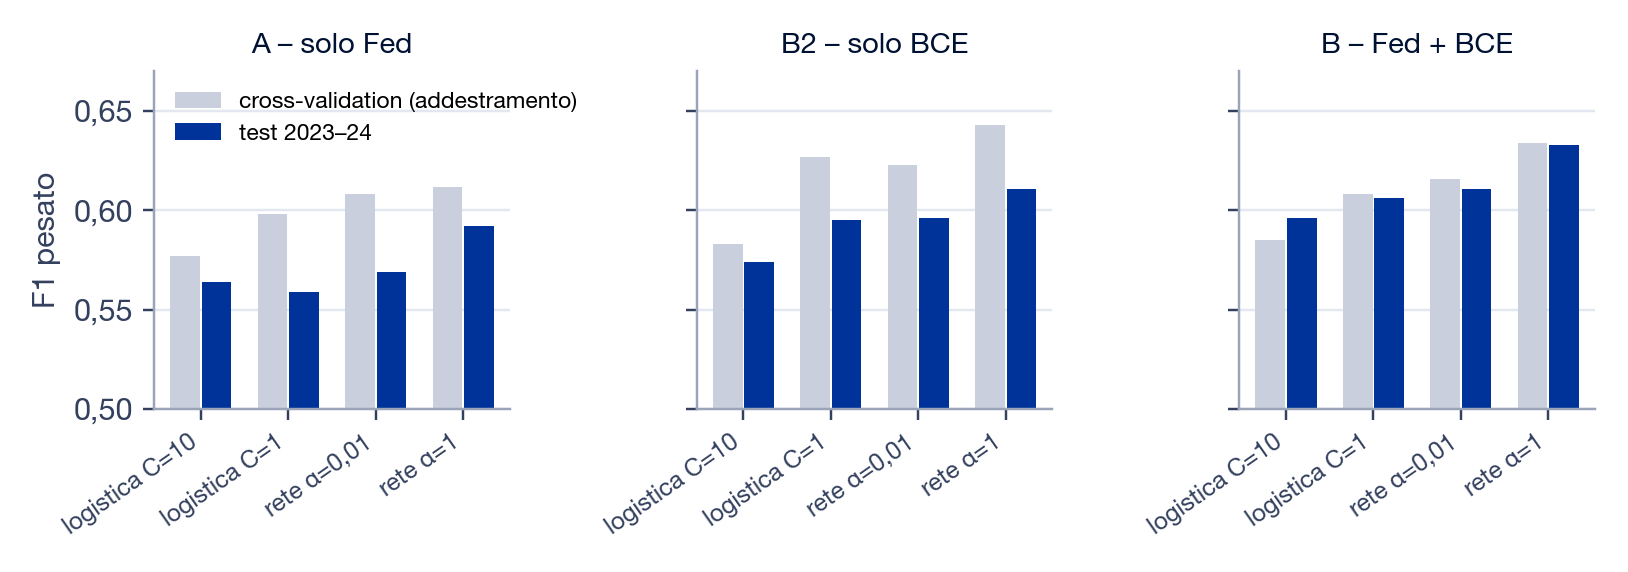 A – solo Fed
B2 – solo BCE
B – Fed + BCE
cross-validation (addestramento)
test 2023–24
F1 pesato
0,65
0,60
0,55
0,50
logistica C=10
logistica C=1
rete α=0,01
rete α=1
logistica C=10
logistica C=1
rete α=0,01
rete α=1
logistica C=10
logistica C=1
rete α=0,01
rete α=1